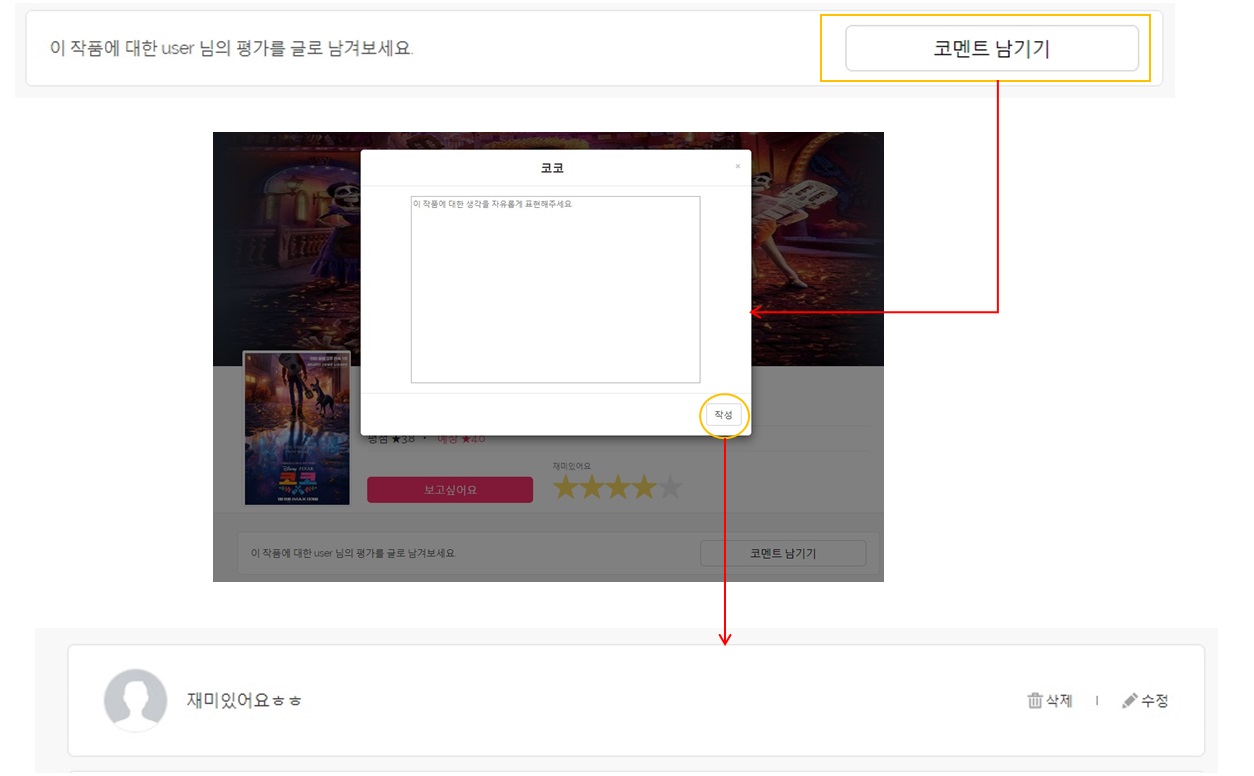 이 작품에 대한 user 님의 평가를 글로 남겨보세요.
코멘트 남기기
코코
×
이 작품에 대한 생각을 자유롭게 표현해주세요
작성
평점 ★3.8 · 예상 ★4.0
재미있어요
보고싶어요
Disney PIXAR
코코
이 작품에 대한 user 님의 평가를 글로 남겨보세요.
코멘트 남기기
재미있어요ㅎㅎ
삭제 | 수정